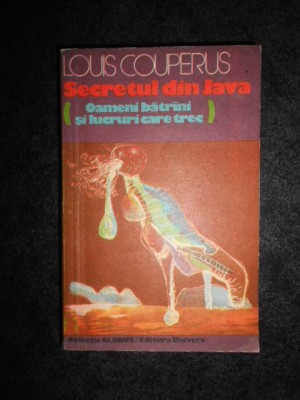 LOUIS COUPERUS
Secretul din Java
( Oameni bătrîni
și lucruri care trec )
Colecția GLOBUS / Editura Univers